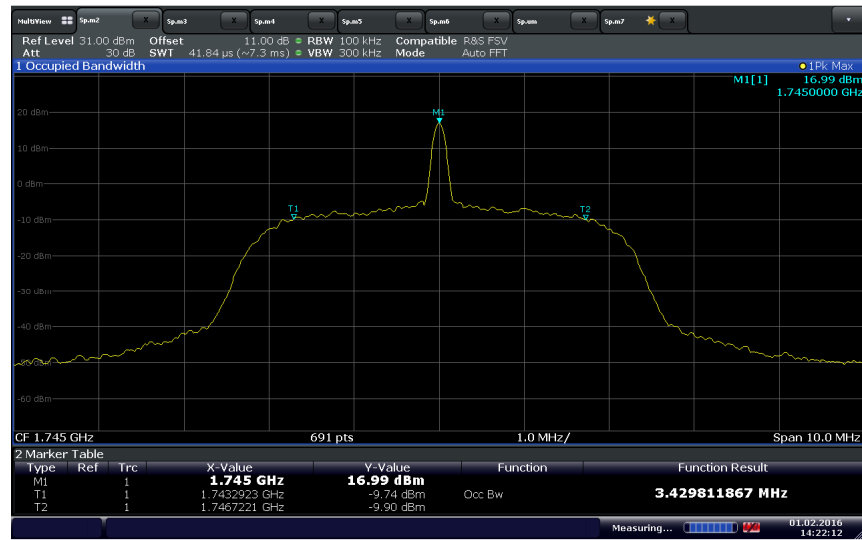 MultiView Sp.m2 X Sp.m3 X Sp.m4 X Sp.m5 X Sp.m6 X Sp.um X Sp.m7 X
Ref Level 31.00 dBm Offset 11.00 dB RBW 100 kHz Compatible R&S FSV
Att 30 dB SWT 41.84 µs (~7.3 ms) VBW 300 kHz Mode Auto FFT
1 Occupied Bandwidth 1Pk Max
M1[1] 16.99 dBm
1.7450000 GHz
M1
20 dBm
10 dBm
0 dBm
T1 T2
-10 dBm
-20 dBm
-30 dBm
-40 dBm
-50 dBm
-60 dBm
CF 1.745 GHz 691 pts 1.0 MHz/ Span 10.0 MHz
2 Marker Table
Type Ref Trc X-Value Y-Value Function Function Result
M1 1 1.745 GHz 16.99 dBm
T1 1 1.7432923 GHz -9.74 dBm Occ Bw 3.429811867 MHz
T2 1 1.7467221 GHz -9.90 dBm
Measuring... 01.02.2016
14:22:12